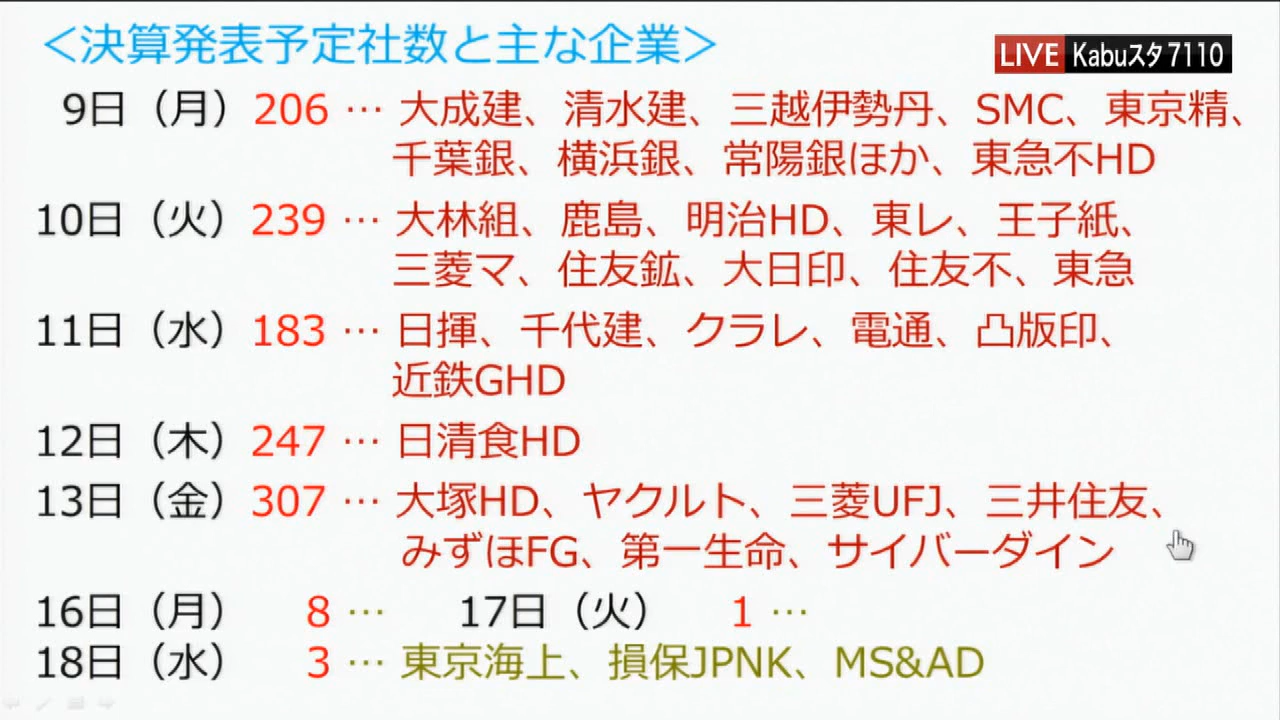 ＜決算発表予定社数と主な企業＞
LIVE Kabuスタ7110
9日（月）206 … 大成建、清水建、三越伊勢丹、SMC、東京精、
千葉銀、横浜銀、常陽銀ほか、東急不HD
10日（火）239 … 大林組、鹿島、明治HD、東レ、王子紙、
三菱マ、住友鉱、大日印、住友不、東急
11日（水）183 … 日揮、千代建、クラレ、電通、凸版印、
近鉄GHD
12日（木）247 … 日清食HD
13日（金）307 … 大塚HD、ヤクルト、三菱UFJ、三井住友、
みずほFG、第一生命、サイバーダイン
16日（月） 8 … 17日（火） 1 …
18日（水） 3 … 東京海上、損保JPNK、MS&AD